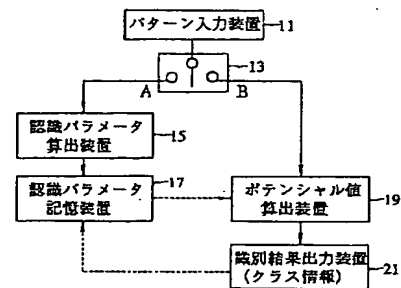 パターン入力装置
11
13
A
B
認識パラメータ
算出装置
15
認識パラメータ
記憶装置
17
ポテンシャル値
算出装置
19
識別結果出力装置
(クラス情報)
21